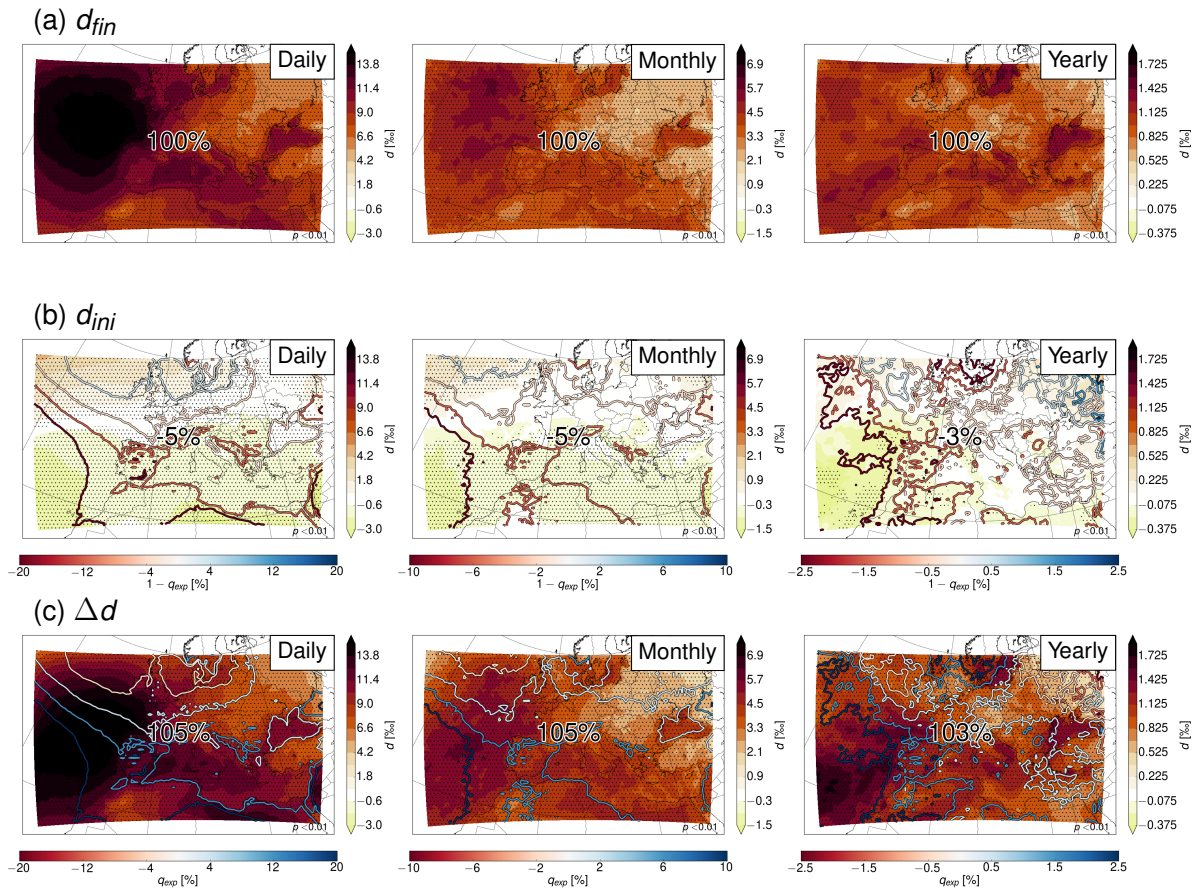 (a) d_fin
Daily
13.8
11.4
9.0
6.6
4.2
1.8
−0.6
−3.0
d [‰]
100%
p <0.01
Monthly
6.9
5.7
4.5
3.3
2.1
0.9
−0.3
−1.5
d [‰]
100%
p <0.01
Yearly
1.725
1.425
1.125
0.825
0.525
0.225
−0.075
−0.375
d [‰]
100%
p <0.01
(b) d_ini
Daily
13.8
11.4
9.0
6.6
4.2
1.8
−0.6
−3.0
d [‰]
-5%
p <0.01
−20 −12 −4 4 12 20
1 − q_exp [%]
Monthly
6.9
5.7
4.5
3.3
2.1
0.9
−0.3
−1.5
d [‰]
-5%
p <0.01
−10 −6 −2 2 6 10
1 − q_exp [%]
Yearly
1.725
1.425
1.125
0.825
0.525
0.225
−0.075
−0.375
d [‰]
-3%
p <0.01
−2.5 −1.5 −0.5 0.5 1.5 2.5
1 − q_exp [%]
(c) Δd
Daily
13.8
11.4
9.0
6.6
4.2
1.8
−0.6
−3.0
d [‰]
105%
p <0.01
−20 −12 −4 4 12 20
q_exp [%]
Monthly
6.9
5.7
4.5
3.3
2.1
0.9
−0.3
−1.5
d [‰]
105%
p <0.01
−10 −6 −2 2 6 10
q_exp [%]
Yearly
1.725
1.425
1.125
0.825
0.525
0.225
−0.075
−0.375
d [‰]
103%
p <0.01
−2.5 −1.5 −0.5 0.5 1.5 2.5
q_exp [%]